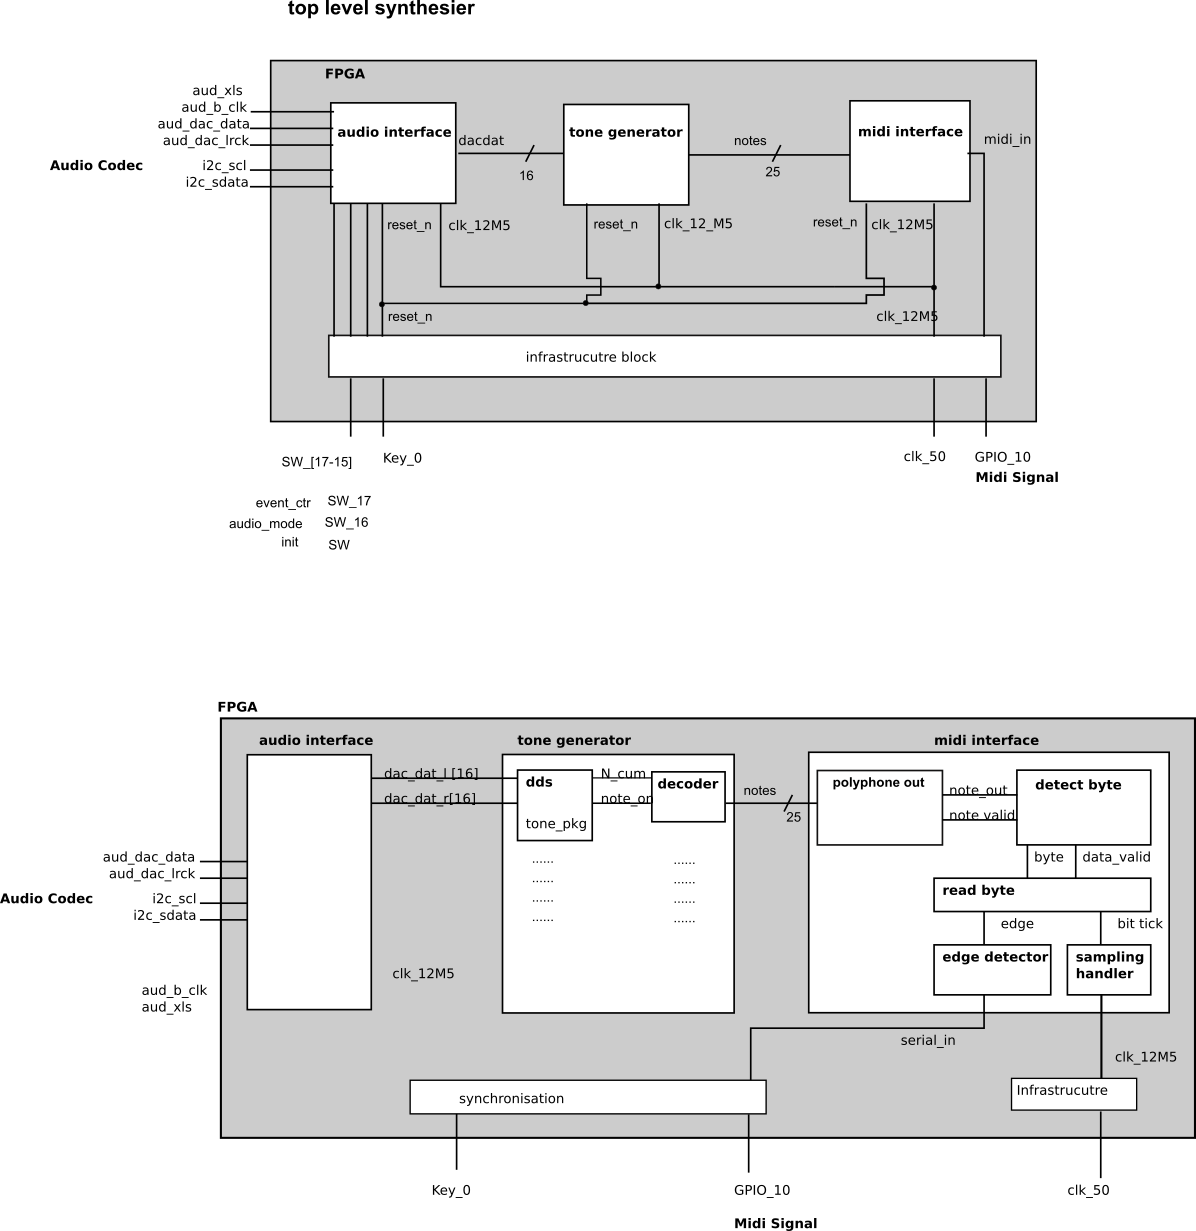 top level synthesier
FPGA
aud_xls
aud_b_clk
aud_dac_data
aud_dac_lrck
Audio Codec
i2c_scl
i2c_sdata
audio interface
dacdat
16
tone generator
notes
25
midi interface
midi_in
reset_n
clk_12M5
reset_n
clk_12_M5
reset_n
clk_12M5
reset_n
clk_12M5
infrastrucutre block
SW_[17-15]
Key_0
clk_50
GPIO_10
Midi Signal
event_ctr SW_17
audio_mode SW_16
init SW
FPGA
audio interface
tone generator
midi interface
dac_dat_l [16]
dac_dat_r[16]
dds
tone_pkg
N_cum
note_on
decoder
notes
25
polyphone out
note_out
note_valid
detect byte
......
......
......
......
......
......
......
......
byte
data_valid
read byte
edge
bit tick
edge detector
sampling
handler
aud_dac_data
aud_dac_lrck
Audio Codec
i2c_scl
i2c_sdata
aud_b_clk
aud_xls
clk_12M5
serial_in
clk_12M5
synchronisation
Infrastrucutre
Key_0
GPIO_10
clk_50
Midi Signal